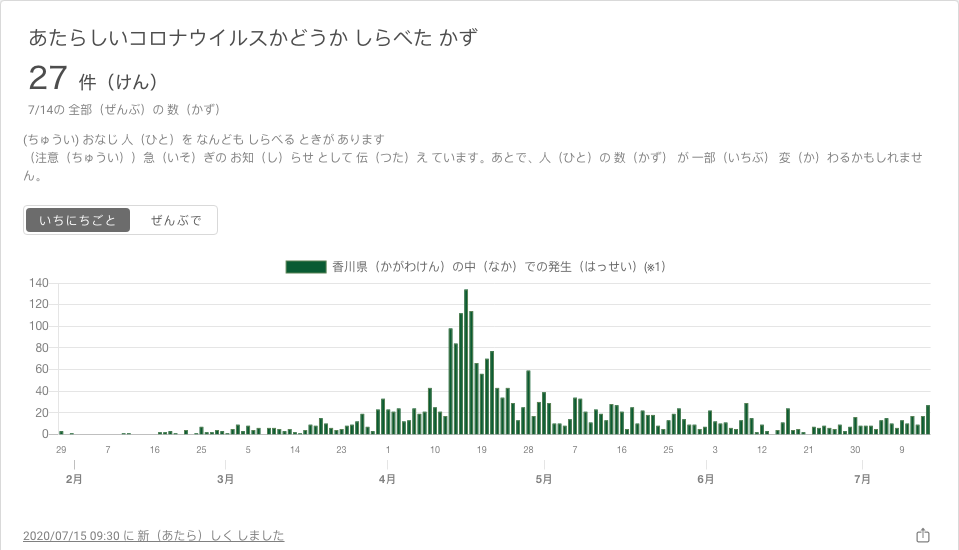 あたらしいコロナウイルスかどうか しらべた かず
27 件（けん）
7/14の 全部（ぜんぶ）の 数（かず）
(ちゅうい) おなじ 人（ひと）を なんども しらべる ときが あります
（注意（ちゅうい））急（いそ）ぎの お知（し）らせ として 伝（つた）え ています。あとで、人（ひと）の 数（かず） が 一部（いちぶ） 変（か）わるかもしれませ
ん。
いちにちごと ぜんぶで
香川県（かがわけん）の中（なか）での発生（はっせい）(※1)
140
120
100
80
60
40
20
0
29 7 16 25 5 14 23 1 10 19 28 7 16 25 3 12 21 30 9
2月 3月 4月 5月 6月 7月
2020/07/15 09:30 に 新（あたら）しく しました